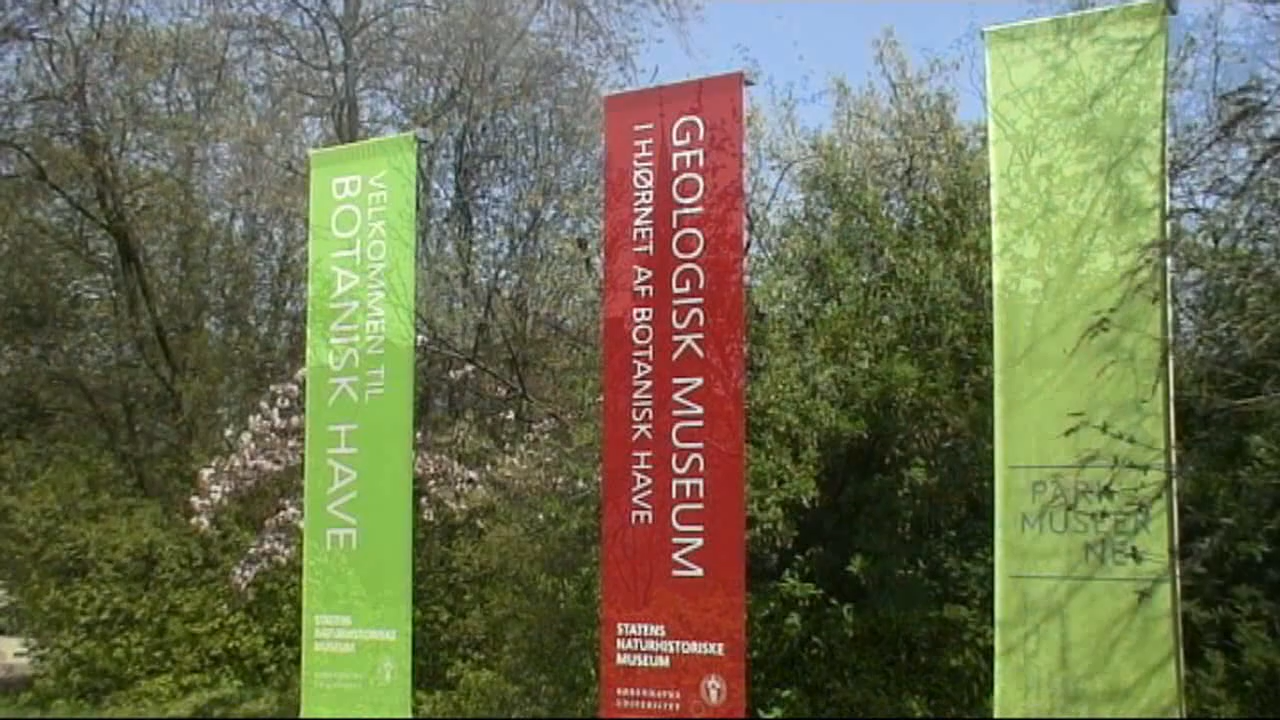 VELKOMMEN TIL
BOTANISK HAVE
STATENS
NATURHISTORISKE
MUSEUM
GEOLOGISK MUSEUM
I HJØRNET AF BOTANISK HAVE
STATENS
NATURHISTORISKE
MUSEUM
KØBENHAVNS
UNIVERSITET
PARK
MUSEER
NE